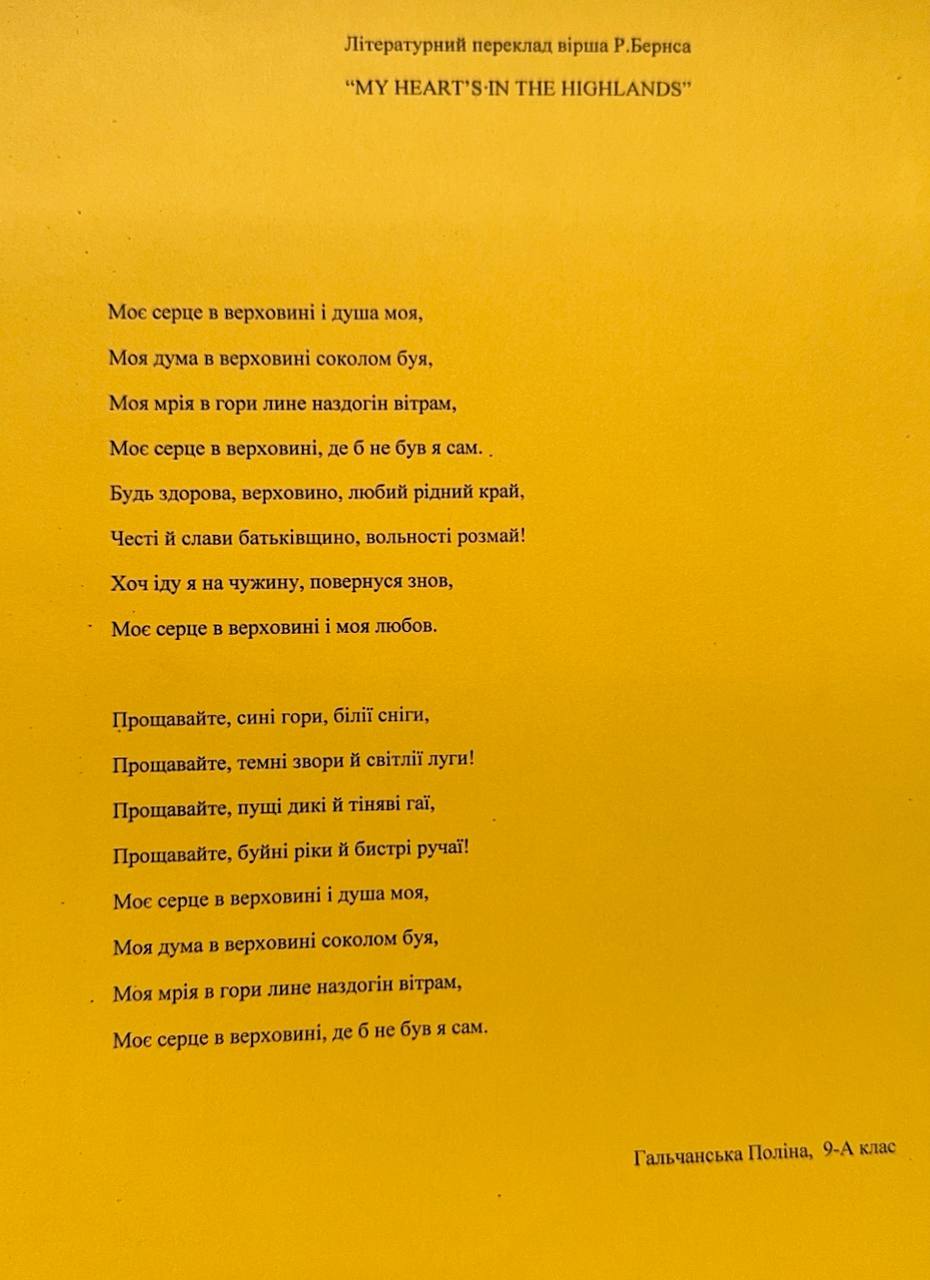 Літературний переклад вірша Р.Бернса
“MY HEART’S IN THE HIGHLANDS”
Моє серце в верховині і душа моя,
Моя дума в верховині соколом буя,
Моя мрія в гори лине наздогін вітрам,
Моє серце в верховині, де б не був я сам.
Будь здорова, верховино, любий рідний край,
Честі й слави батьківщино, вольності розмай!
Хоч іду я на чужину, повернуся знов,
Моє серце в верховині і моя любов.
Прощавайте, сині гори, білії сніги,
Прощавайте, темні звори й світлії луги!
Прощавайте, пущі дикі й тіняві гаї,
Прощавайте, буйні ріки й бистрі ручаї!
Моє серце в верховині і душа моя,
Моя дума в верховині соколом буя,
Моя мрія в гори лине наздогін вітрам,
Моє серце в верховині, де б не був я сам.
Гальчанська Поліна, 9-А клас